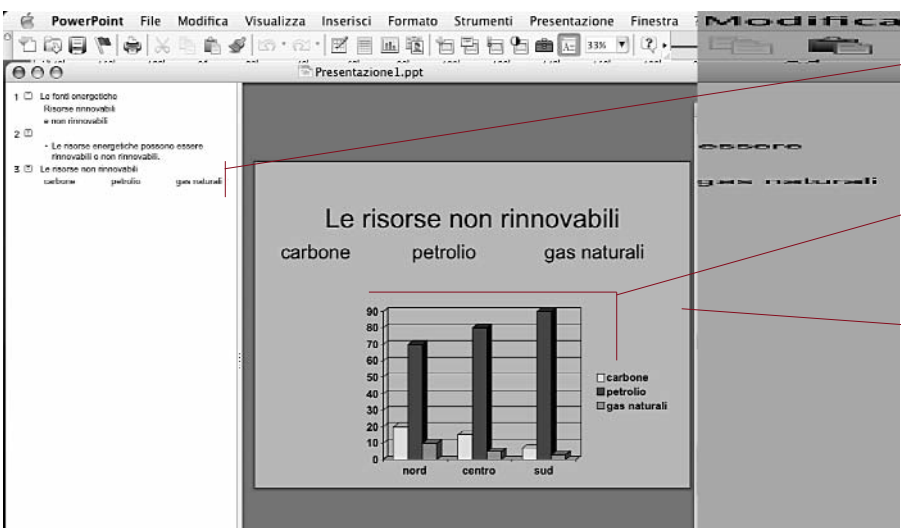 PowerPoint File Modifica Visualizza Inserisci Formato Strumenti Presentazione Finestra ?
Modifica
33%
Presentazione1.ppt
1 Le fonti energetiche
Risorse rinnovabili
e non rinnovabili
2
- Le risorse energetiche possono essere
rinnovabili o non rinnovabili.
3 Le risorse non rinnovabili
carbone petrolio gas naturali
essere
gas naturali
Le risorse non rinnovabili
carbone petrolio gas naturali
90
80
70
60
50
40
30
20
10
0
nord centro sud
carbone
petrolio
gas naturali